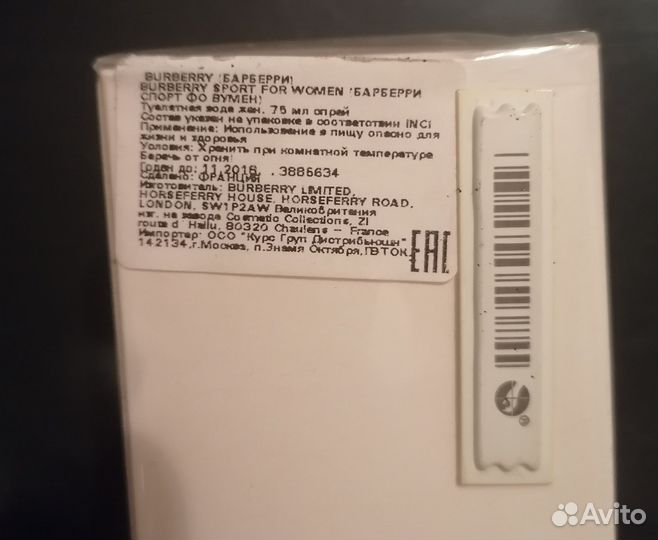 BURBERRY (БАРБЕРРИ)
BURBERRY SPORT FOR WOMEN (БАРБЕРРИ
СПОРТ ФО ВУМЕН)
Туалетная вода жен. 75 мл спрей
Состав указан на упаковке в соответствии INCI
Применение: Использование в пищу опасно для
жизни и здоровья
Условия: Хранить при комнатной температуре
Беречь от огня!
Годен до: 11.2018. . 3886634
Сделано: ФРАНЦИЯ
Изготовитель: BURBERRY LIMITED,
HORSEFERRY HOUSE, HORSEFERRY ROAD,
LONDON, SW1P2AW Великобритания
изг. на заводе Cosmetic Collections, ZI
route d Hallu, 80320 Chaulens - France
Импортер: ООО "Курс Груп Дистрибьюшн"
142134,г.Москва, п.Знамя Октября,ГВТОК
EAC
Avito